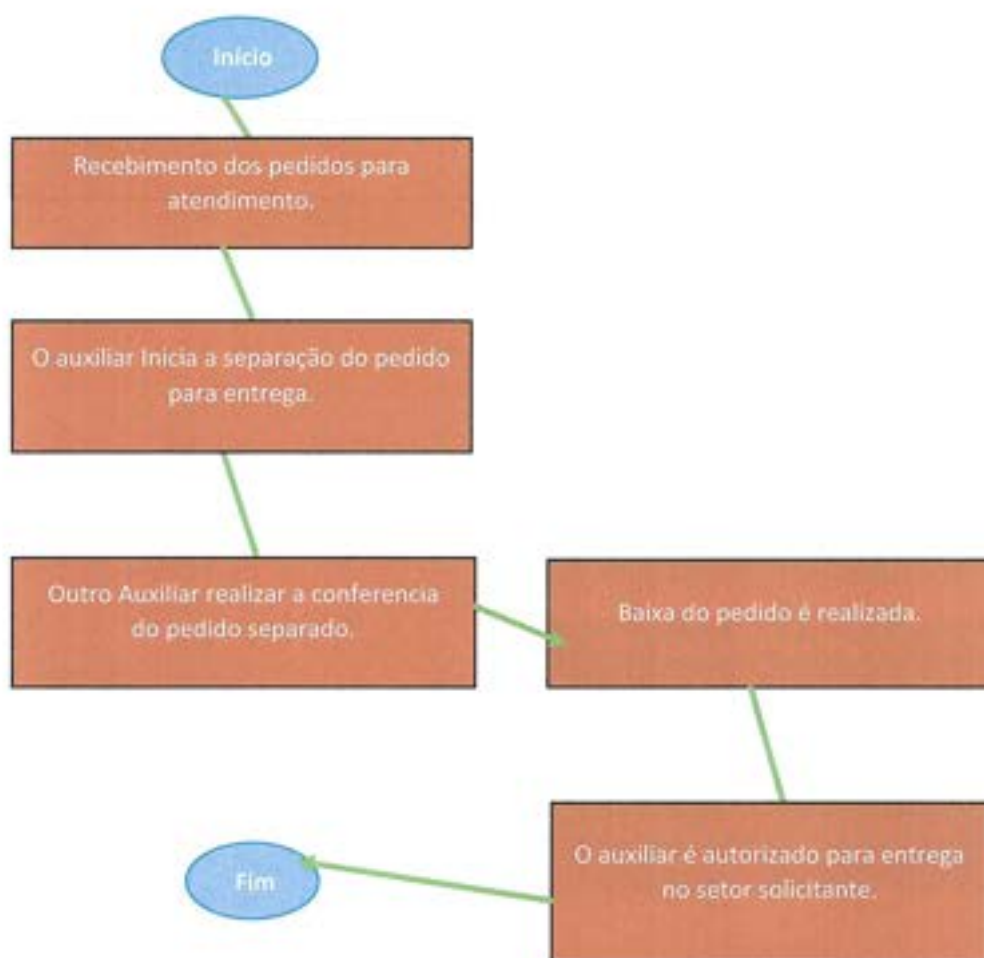 Início
Recebimento dos pedidos para
atendimento.
O auxiliar Inicia a separação do pedido
para entrega.
Outro Auxiliar realizar a conferencia
do pedido separado.
Baixa do pedido é realizada.
O auxiliar é autorizado para entrega
no setor solicitante.
Fim